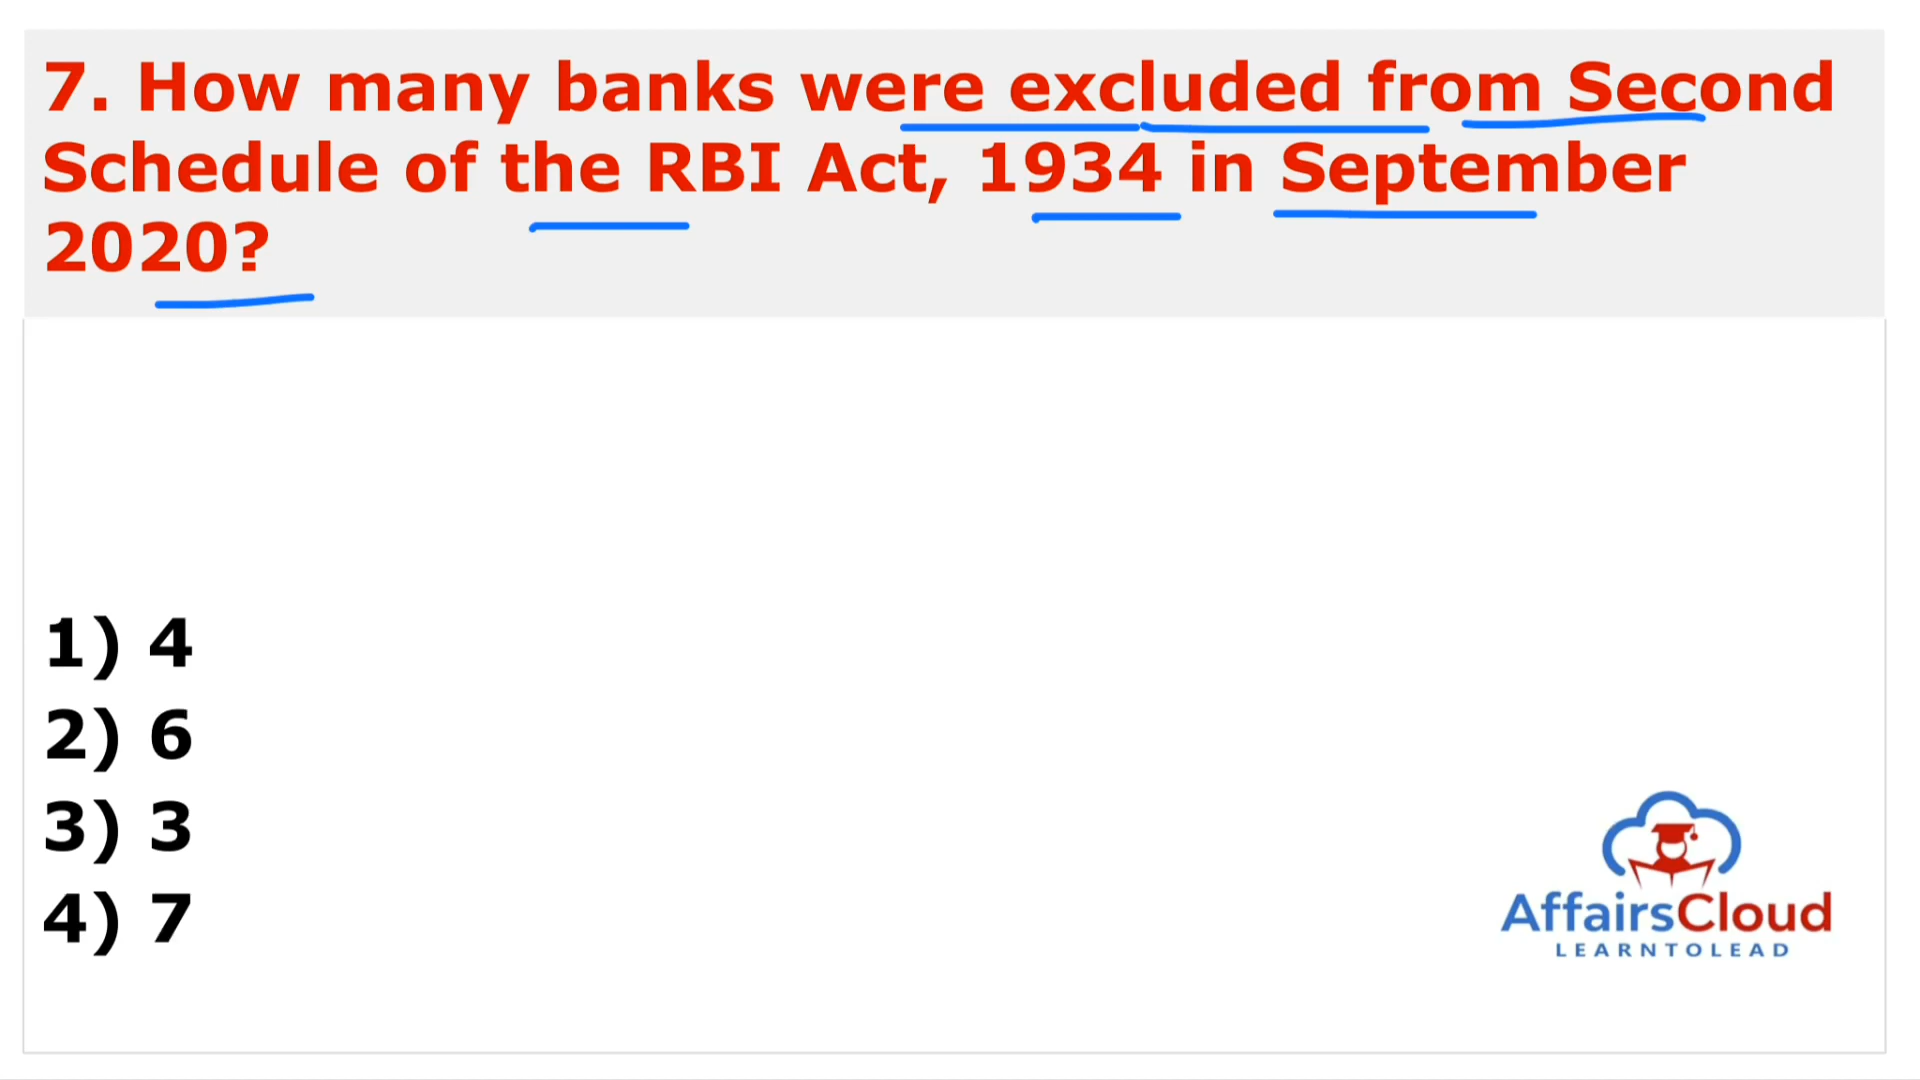 7. How many banks were excluded from Second
Schedule of the RBI Act, 1934 in September
2020?
1) 4
2) 6
3) 3
4) 7
AffairsCloud
LEARNTOLEAD